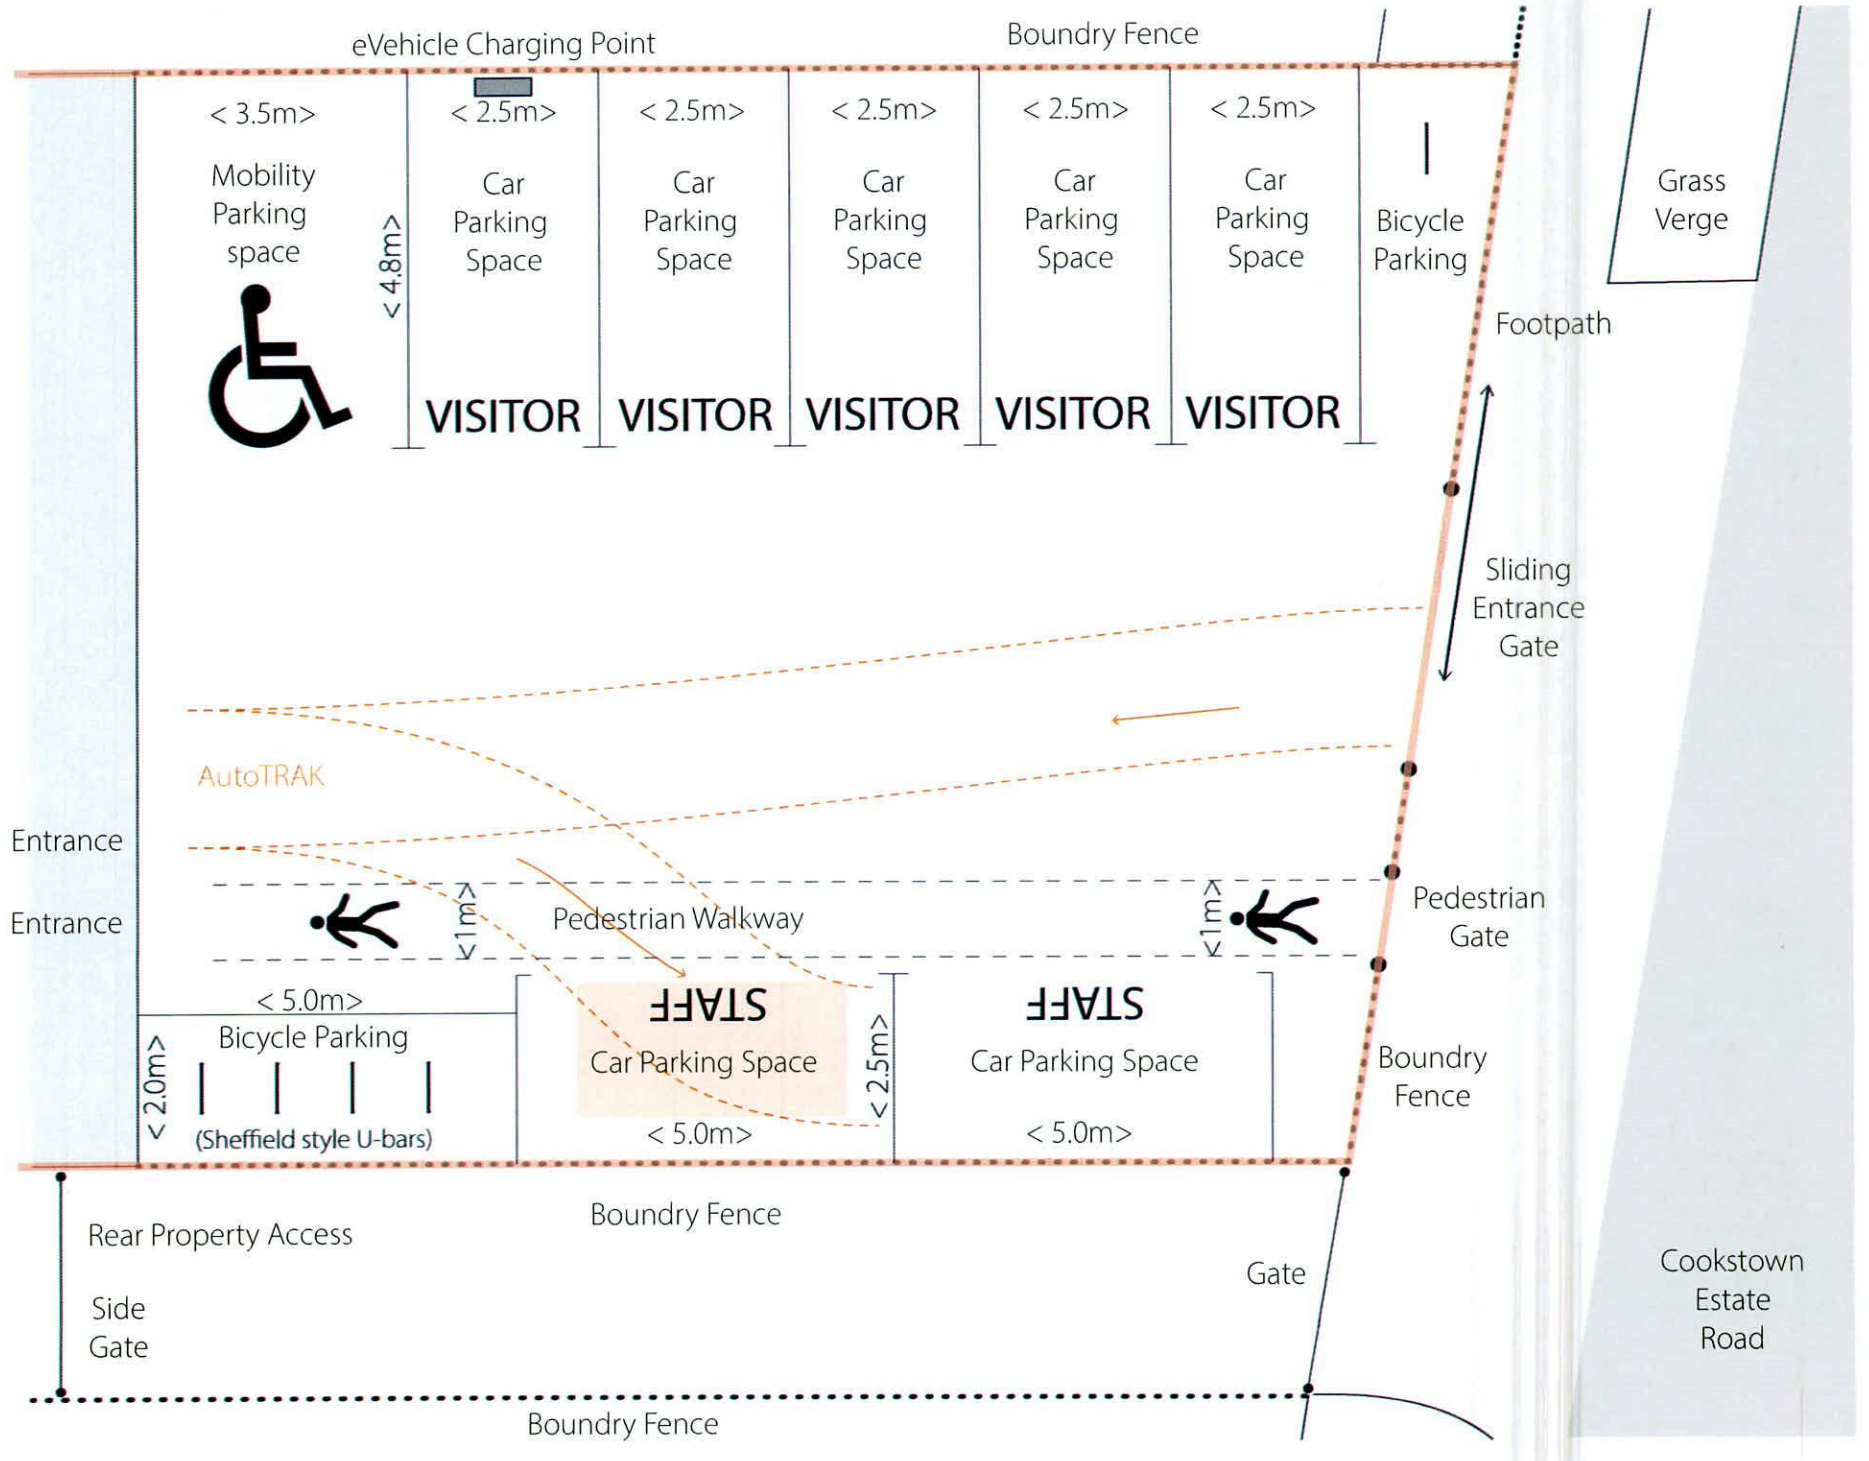 eVehicle Charging Point
Boundry Fence
< 3.5m>
< 2.5m>
< 2.5m>
< 2.5m>
< 2.5m>
< 2.5m>
Mobility
Parking
space
< 4.8m>
Car
Parking
Space
Car
Parking
Space
Car
Parking
Space
Car
Parking
Space
Car
Parking
Space
Bicycle
Parking
Grass
Verge
Footpath
VISITOR
VISITOR
VISITOR
VISITOR
VISITOR
Sliding
Entrance
Gate
AutoTRAK
Entrance
Entrance
<1m>
Pedestrian Walkway
<1m>
Pedestrian
Gate
< 5.0m>
Bicycle Parking
< 2.0m>
(Sheffield style U-bars)
STAFF
Car Parking Space
< 5.0m>
< 2.5m>
STAFF
Car Parking Space
< 5.0m>
Boundry
Fence
Rear Property Access
Boundry Fence
Side
Gate
Gate
Cookstown
Estate
Road
Boundry Fence